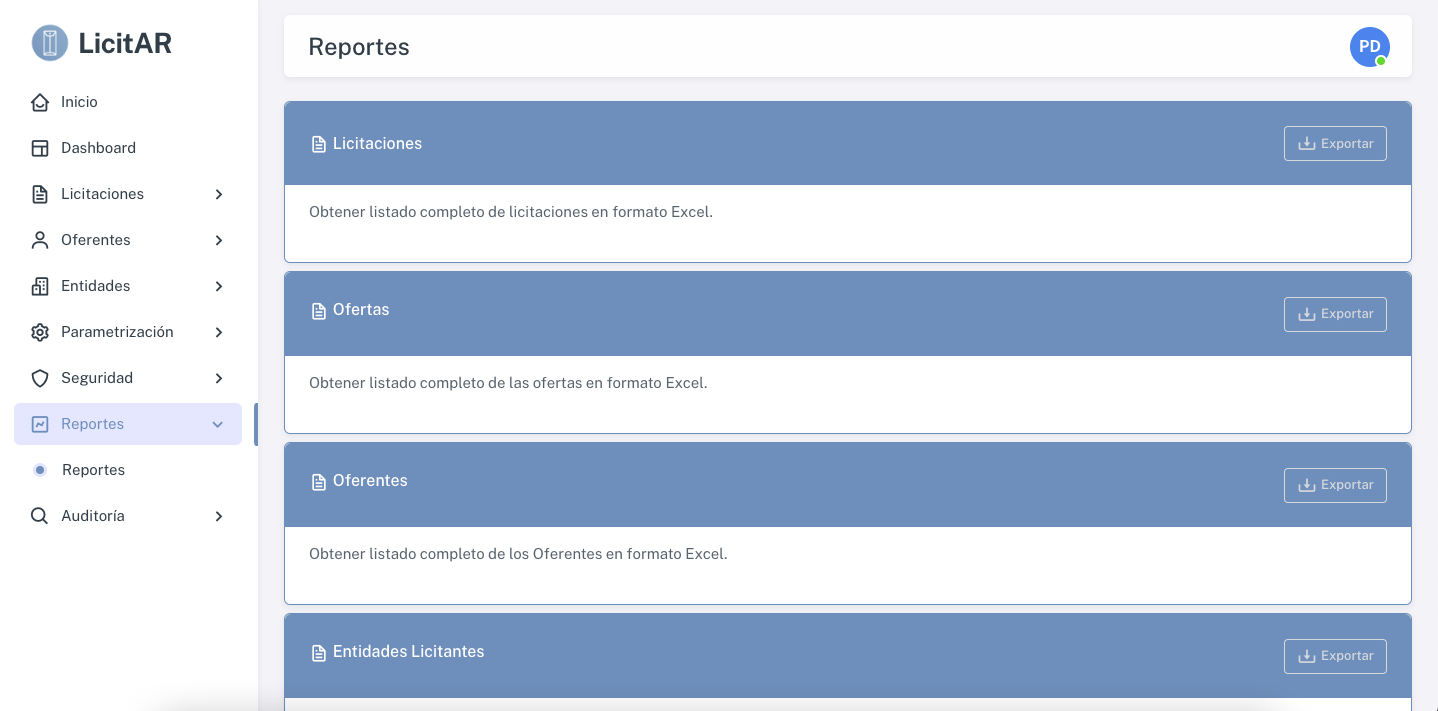 LicitAR
Inicio
Dashboard
Licitaciones
Oferentes
Entidades
Parametrización
Seguridad
Reportes
Reportes
Auditoría
Reportes
PD
Licitaciones
Exportar
Obtener listado completo de licitaciones en formato Excel.
Ofertas
Exportar
Obtener listado completo de las ofertas en formato Excel.
Oferentes
Exportar
Obtener listado completo de los Oferentes en formato Excel.
Entidades Licitantes
Exportar